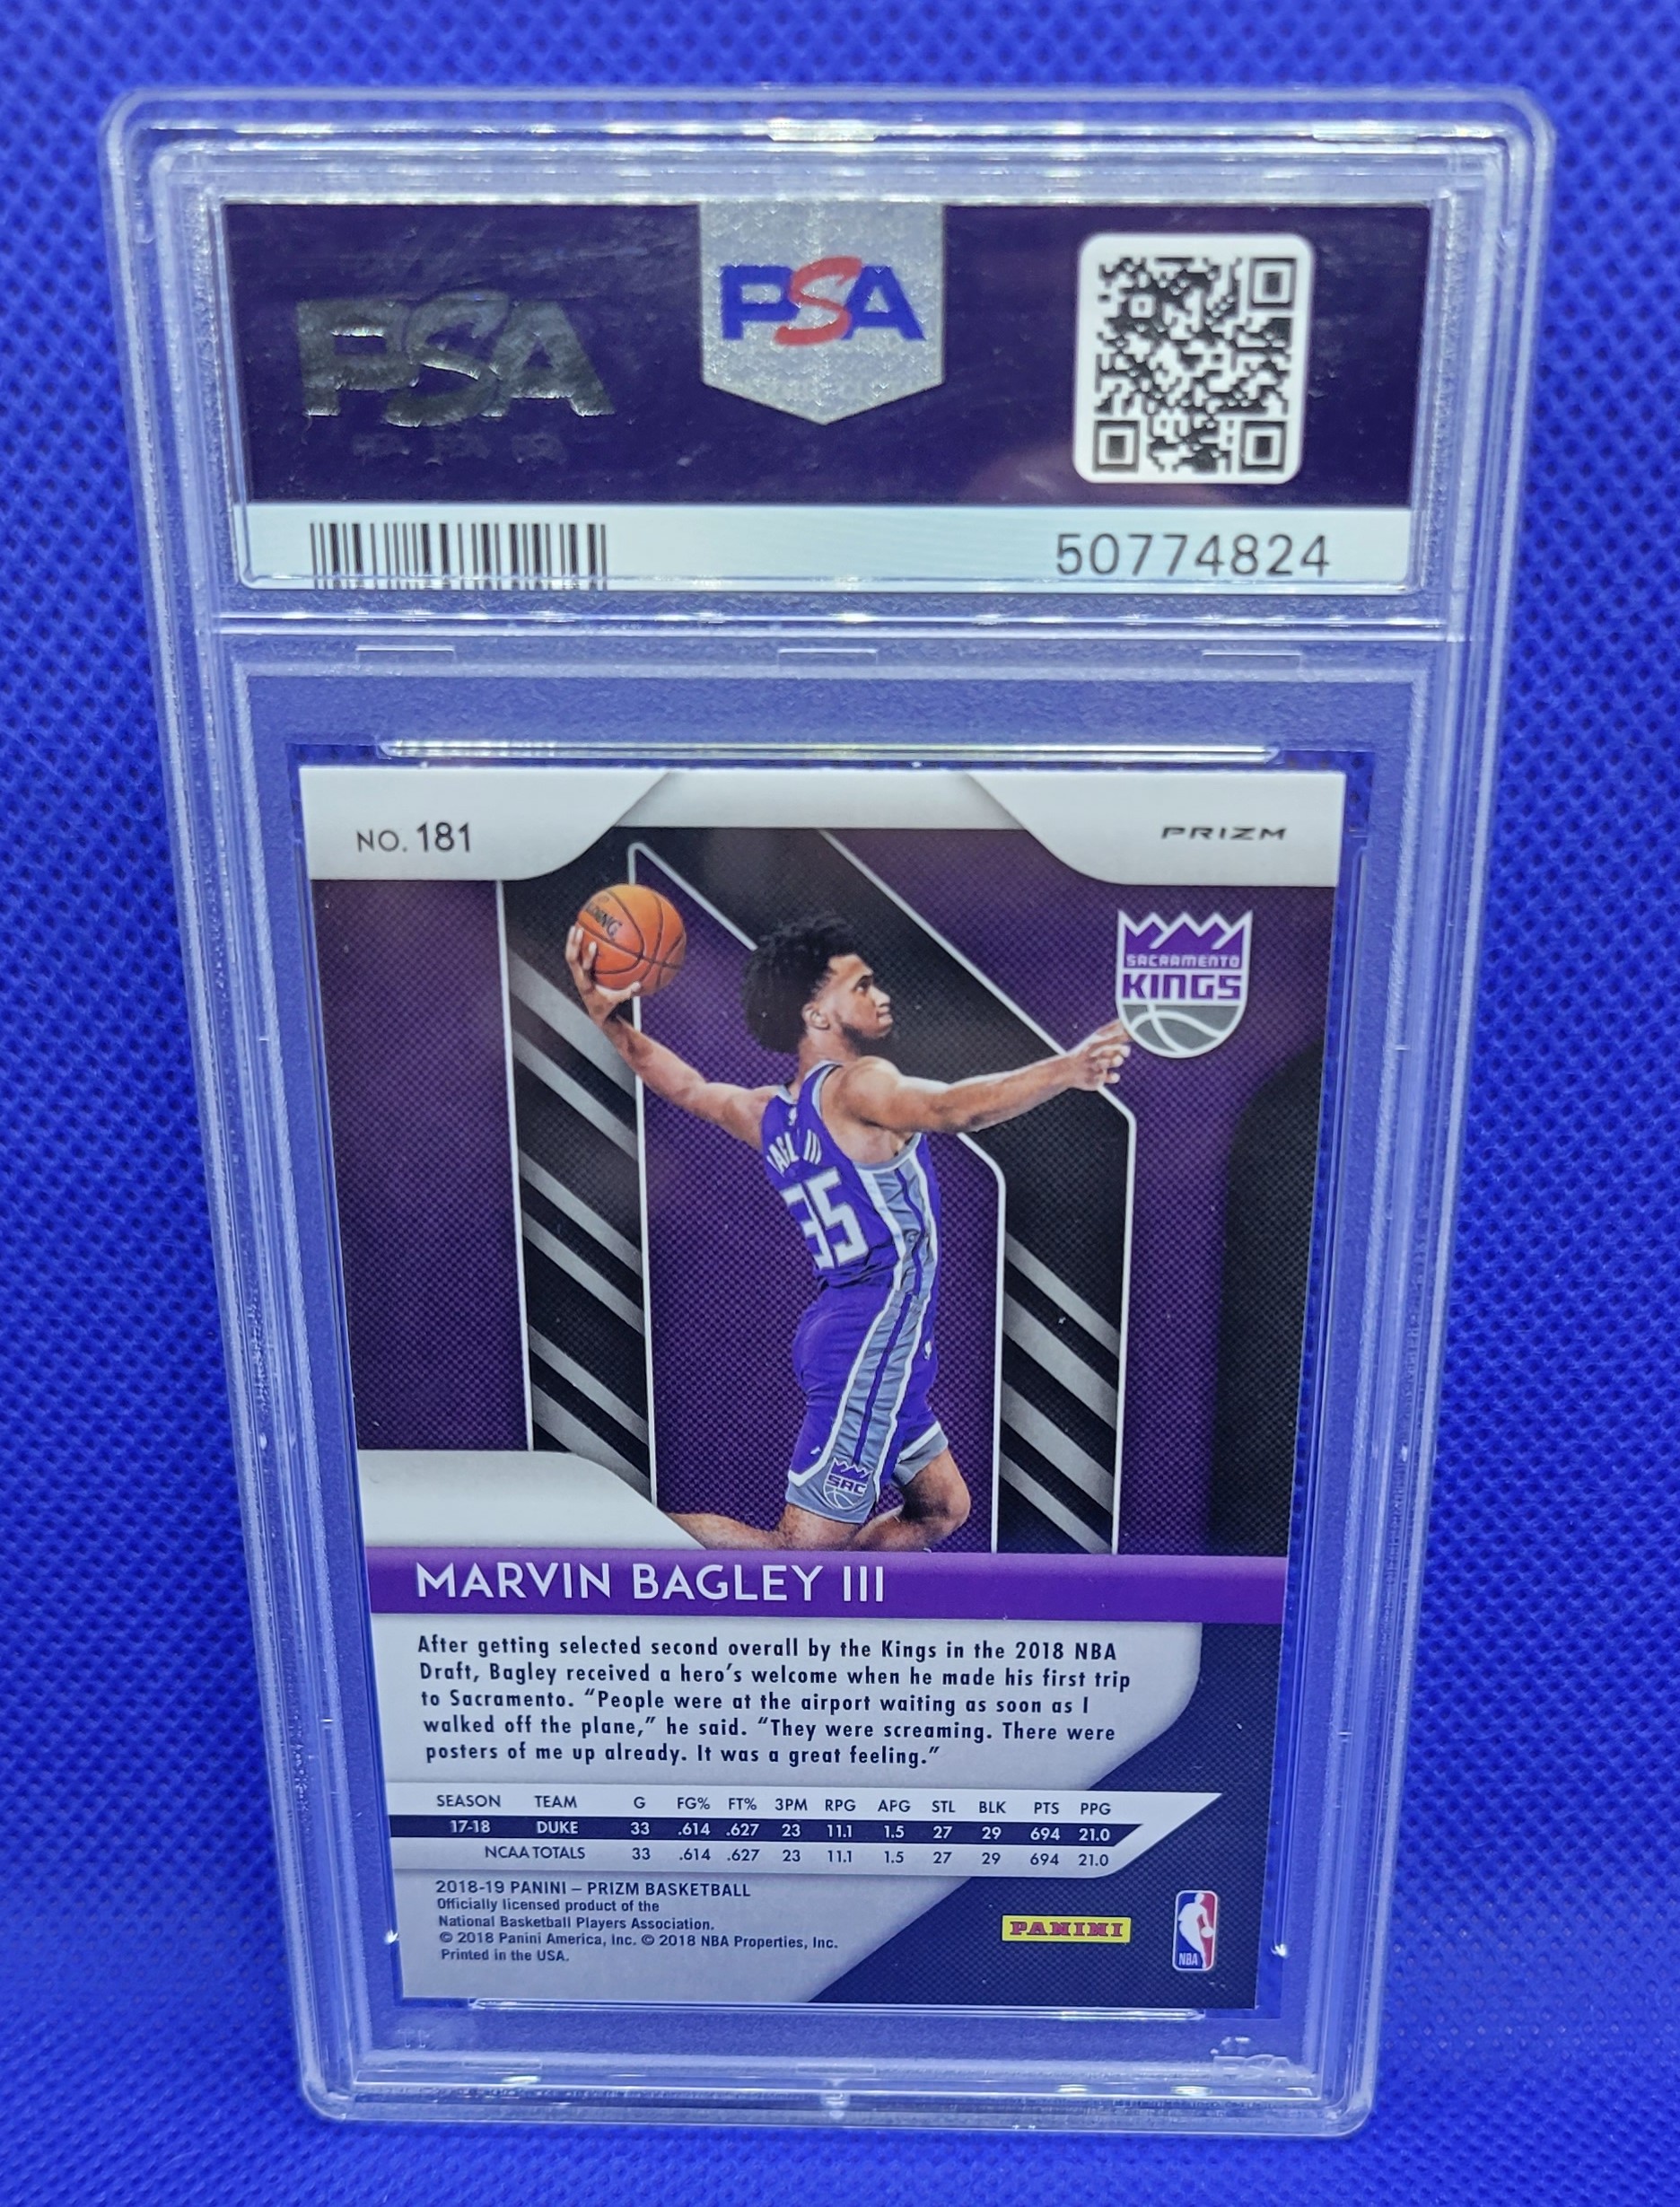 PSA
PSA
50774824
NO. 181
PRIZM
SACRAMENTO
KINGS
35
SAC
MARVIN BAGLEY III
After getting selected second overall by the Kings in the 2018 NBA
Draft, Bagley received a hero's welcome when he made his first trip
to Sacramento. “People were at the airport waiting as soon as I
walked off the plane,” he said. “They were screaming. There were
posters of me up already. It was a great feeling.”
SEASON TEAM G FG% FT% 3PM RPG APG STL BLK PTS PPG
17-18 DUKE 33 .614 .627 23 11.1 1.5 27 29 694 21.0
NCAA TOTALS 33 .614 .627 23 11.1 1.5 27 29 694 21.0
2018-19 PANINI – PRIZM BASKETBALL
Officially licensed product of the
National Basketball Players Association.
© 2018 Panini America, Inc. © 2018 NBA Properties, Inc.
Printed in the USA.
PANINI
NBA